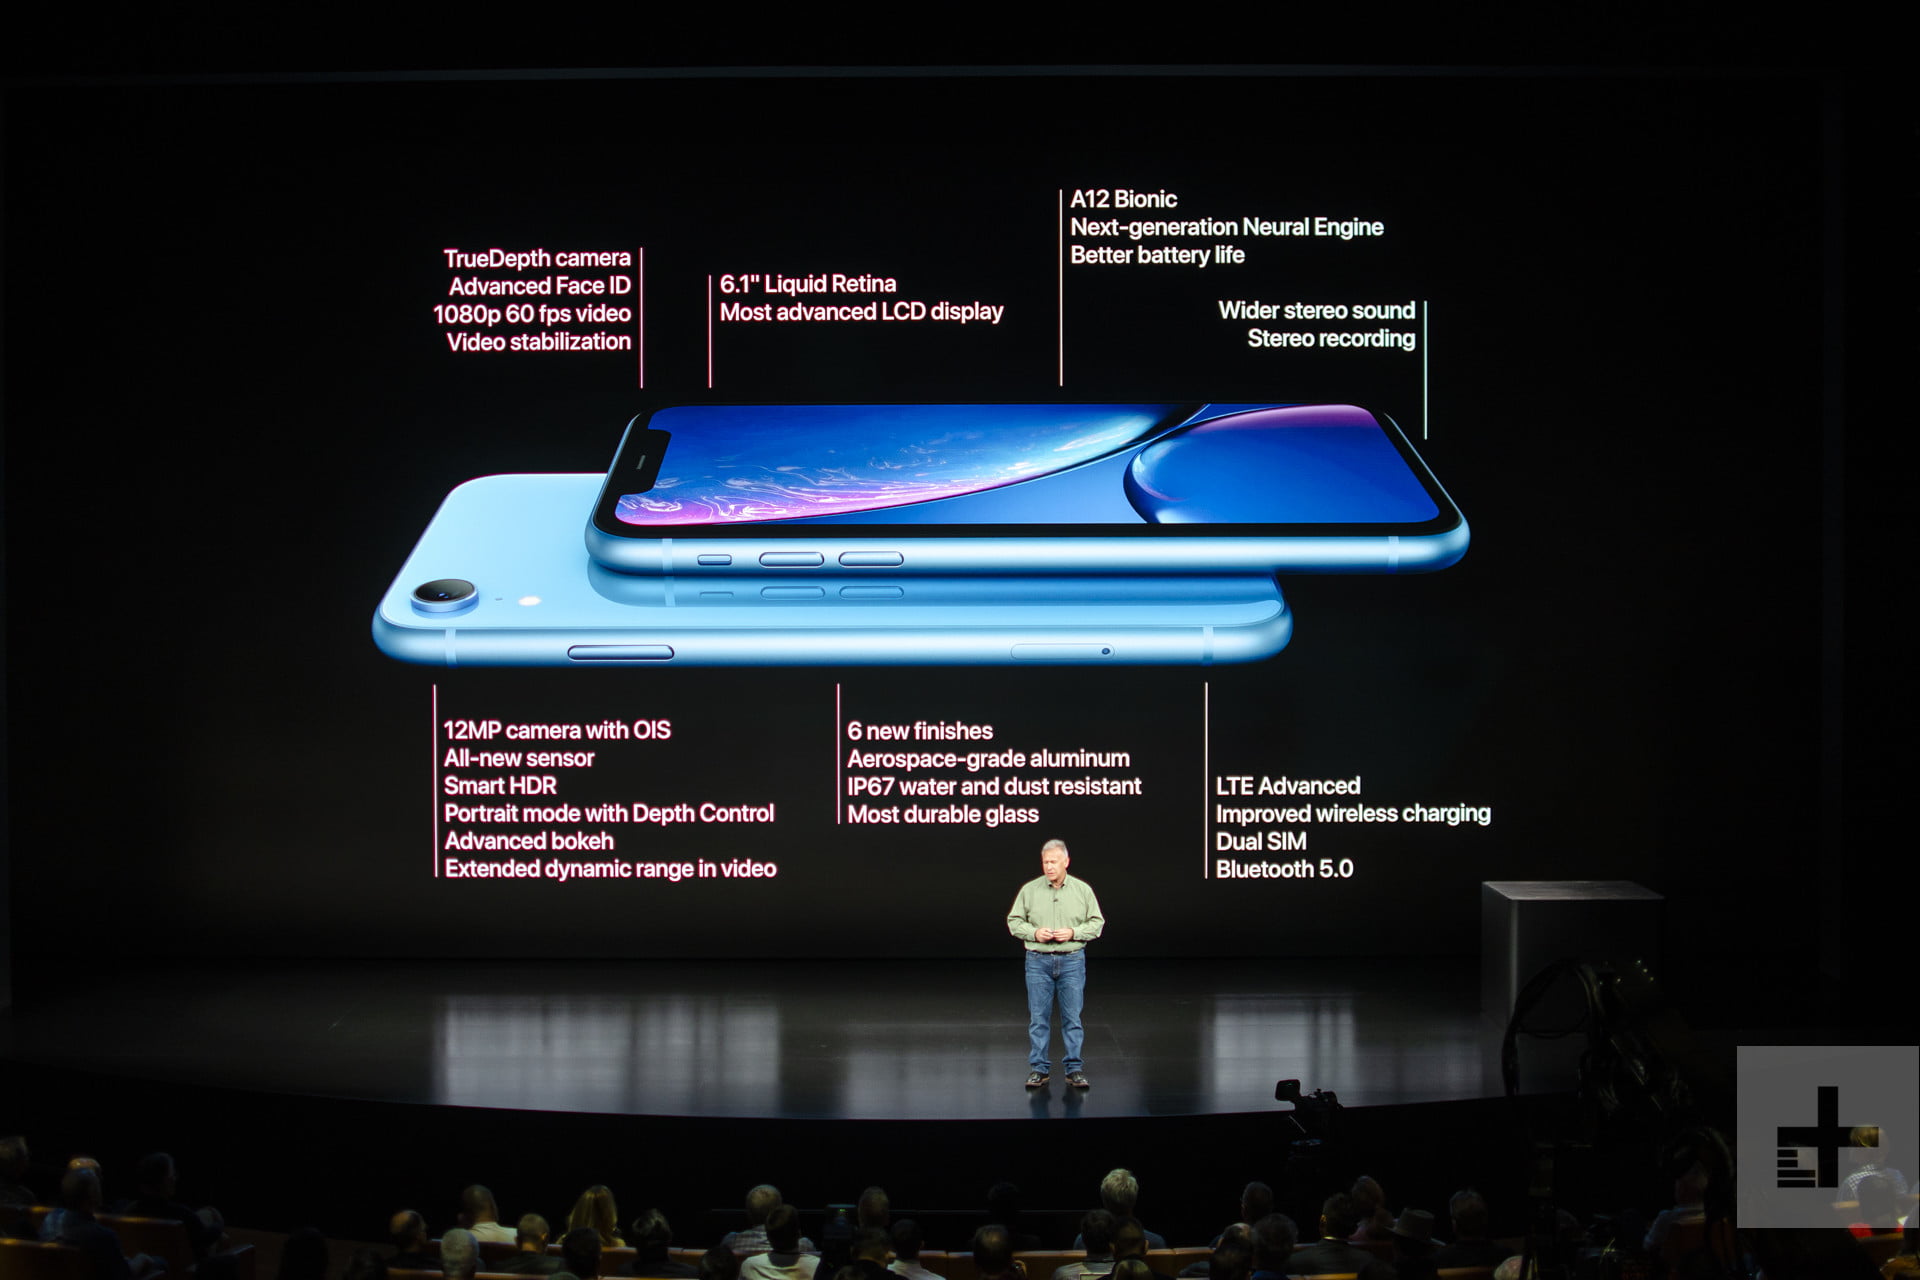 TrueDepth camera
Advanced Face ID
1080p 60 fps video
Video stabilization
6.1" Liquid Retina
Most advanced LCD display
A12 Bionic
Next-generation Neural Engine
Better battery life
Wider stereo sound
Stereo recording
12MP camera with OIS
All-new sensor
Smart HDR
Portrait mode with Depth Control
Advanced bokeh
Extended dynamic range in video
6 new finishes
Aerospace-grade aluminum
IP67 water and dust resistant
Most durable glass
LTE Advanced
Improved wireless charging
Dual SIM
Bluetooth 5.0